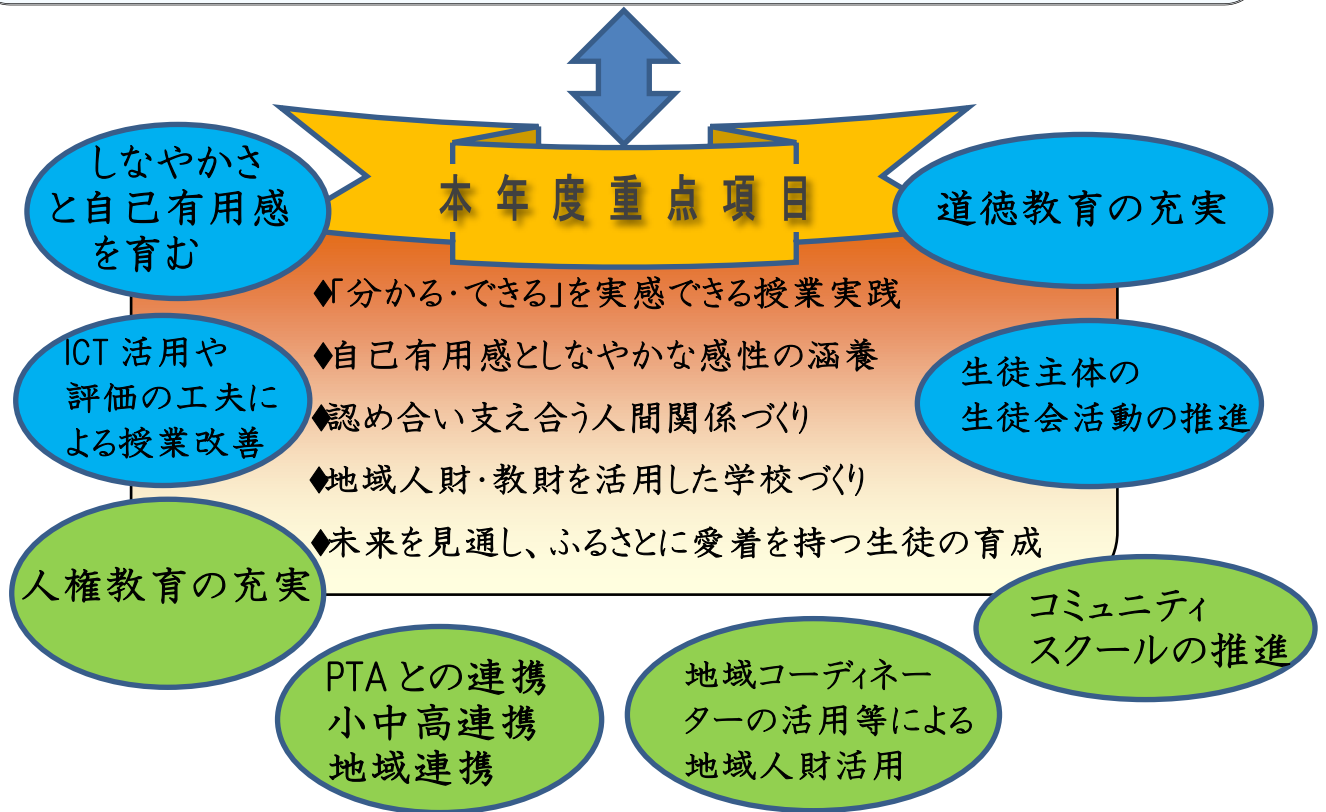 本年度重点項目
しなやかさ
と自己有用感
を育む
道徳教育の充実
◆「分かる・できる」を実感できる授業実践
◆自己有用感としなやかな感性の涵養
◆認め合い支え合う人間関係づくり
◆地域人財・教財を活用した学校づくり
◆未来を見通し、ふるさとに愛着を持つ生徒の育成
ICT 活用や
評価の工夫に
よる授業改善
生徒主体の
生徒会活動の推進
人権教育の充実
コミュニティ
スクールの推進
PTA との連携
小中高連携
地域連携
地域コーディネー
ターの活用等による
地域人財活用